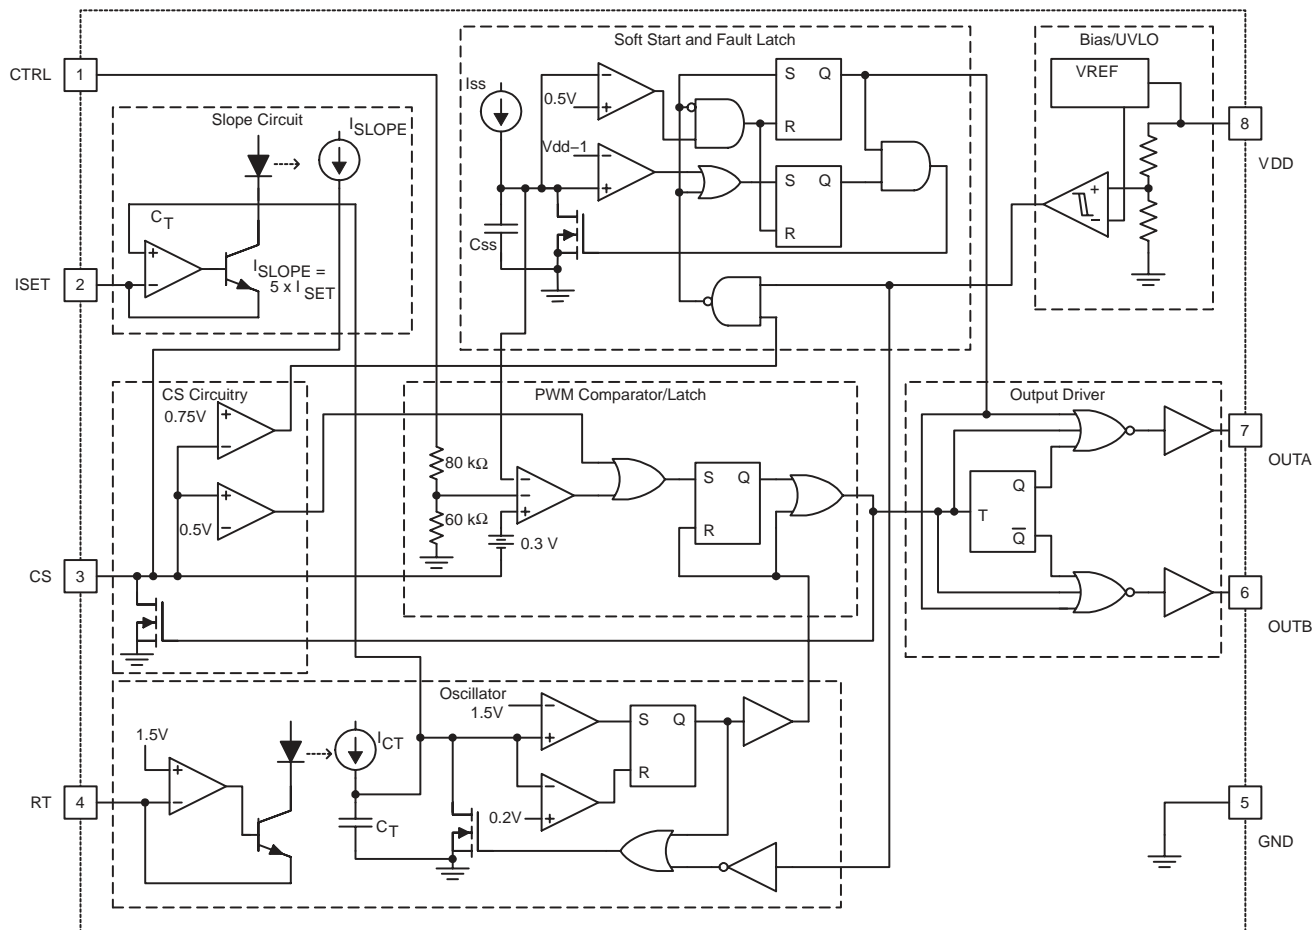 Soft Start and Fault Latch
Bias/UVLO
CTRL
1
Iss
0.5V
S
Q
R
VREF
Slope Circuit
ISLOPE
8
VDD
Vdd–1
S
Q
R
CT
Css
+
–
ISET
2
+
–
ISLOPE =
5 x ISET
CS Circuitry
0.75V
+
–
PWM Comparator/Latch
Output Driver
7
OUTA
80 kΩ
+
–
0.5V
–
–
+
S
Q
R
Q
T
Q
60 kΩ
0.3 V
CS
3
6
OUTB
Oscillator
1.5V
–
+
S
Q
R
1.5V
ICT
+
–
RT
4
–
+
0.2V
CT
5
GND